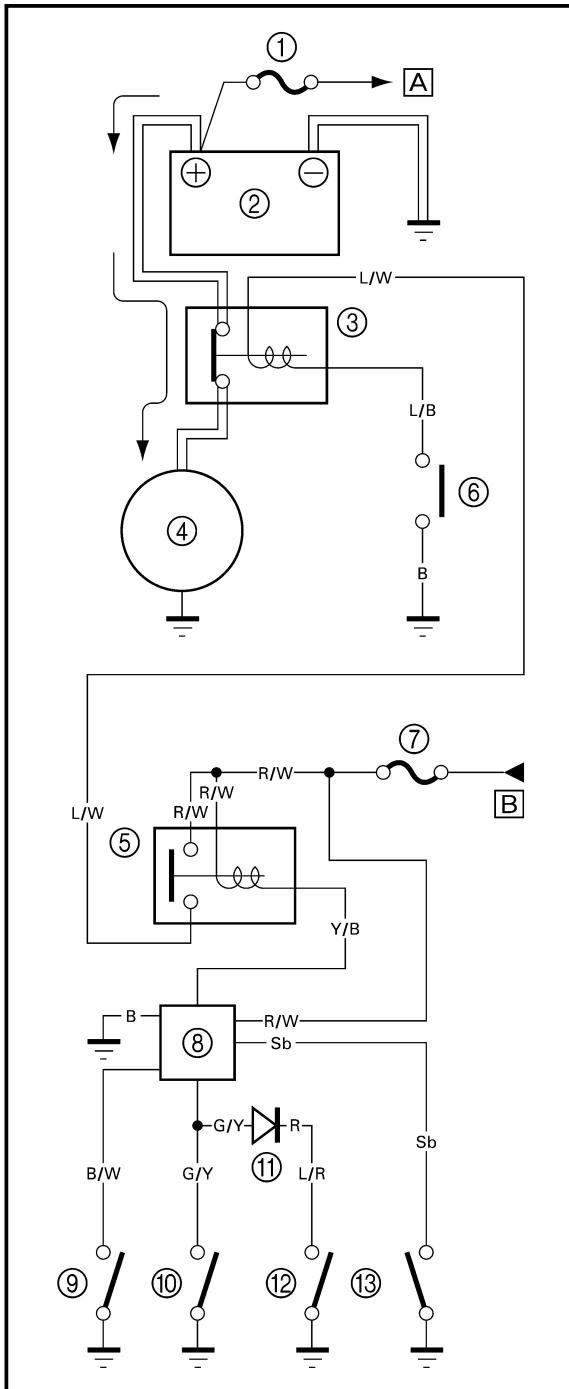 ①
A
+
−
②
L/W
③
L/B
④
⑥
B
⑦
R/W
R/W
R/W
L/W
B
⑤
Y/B
B
R/W
⑧
Sb
G/Y
R
⑪
Sb
B/W
G/Y
L/R
⑨
⑩
⑫
⑬